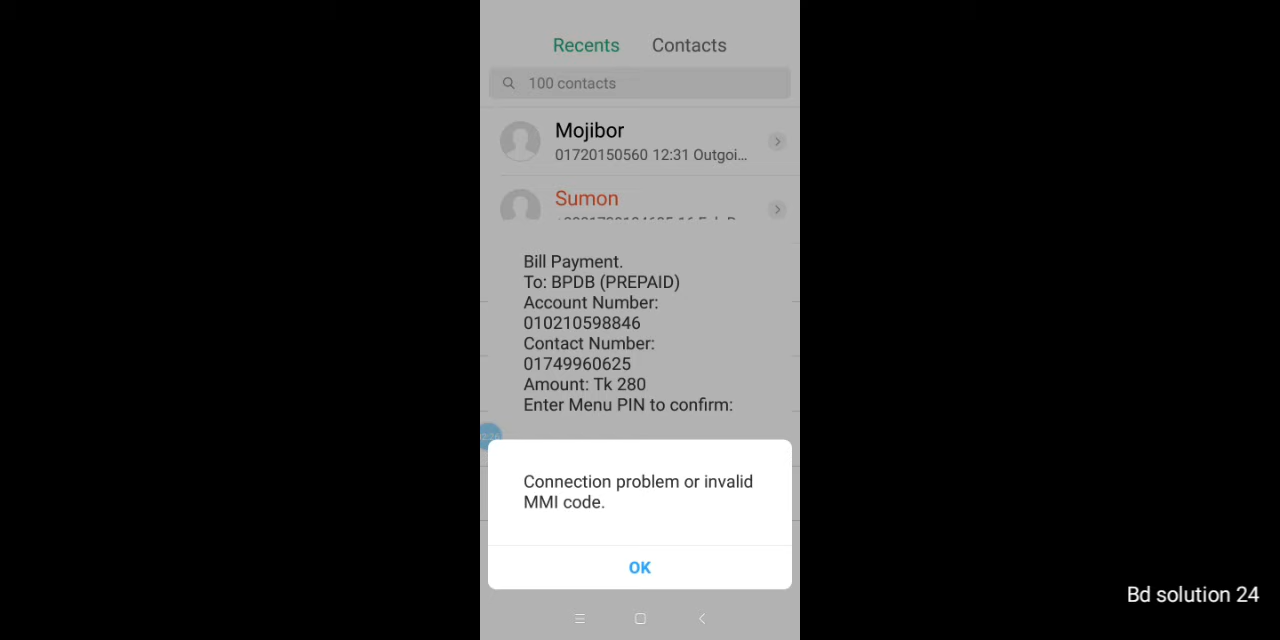 Recents Contacts
100 contacts
Mojibor
01720150560 12:31 Outgoi...
Sumon
Bill Payment.
To: BPDB (PREPAID)
Account Number:
010210598846
Contact Number:
01749960625
Amount: Tk 280
Enter Menu PIN to confirm:
Connection problem or invalid
MMI code.
OK
Bd solution 24